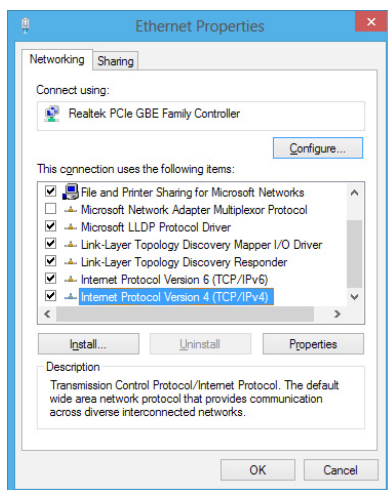 Ethernet Properties
Networking
Sharing
Connect using:
Realtek PCIe GBE Family Controller
Configure...
This connection uses the following items:
File and Printer Sharing for Microsoft Networks
Microsoft Network Adapter Multiplexor Protocol
Microsoft LLDP Protocol Driver
Link-Layer Topology Discovery Mapper I/O Driver
Link-Layer Topology Discovery Responder
Internet Protocol Version 6 (TCP/IPv6)
Internet Protocol Version 4 (TCP/IPv4)
Install...
Uninstall
Properties
Description
Transmission Control Protocol/Internet Protocol. The default
wide area network protocol that provides communication
across diverse interconnected networks.
OK
Cancel